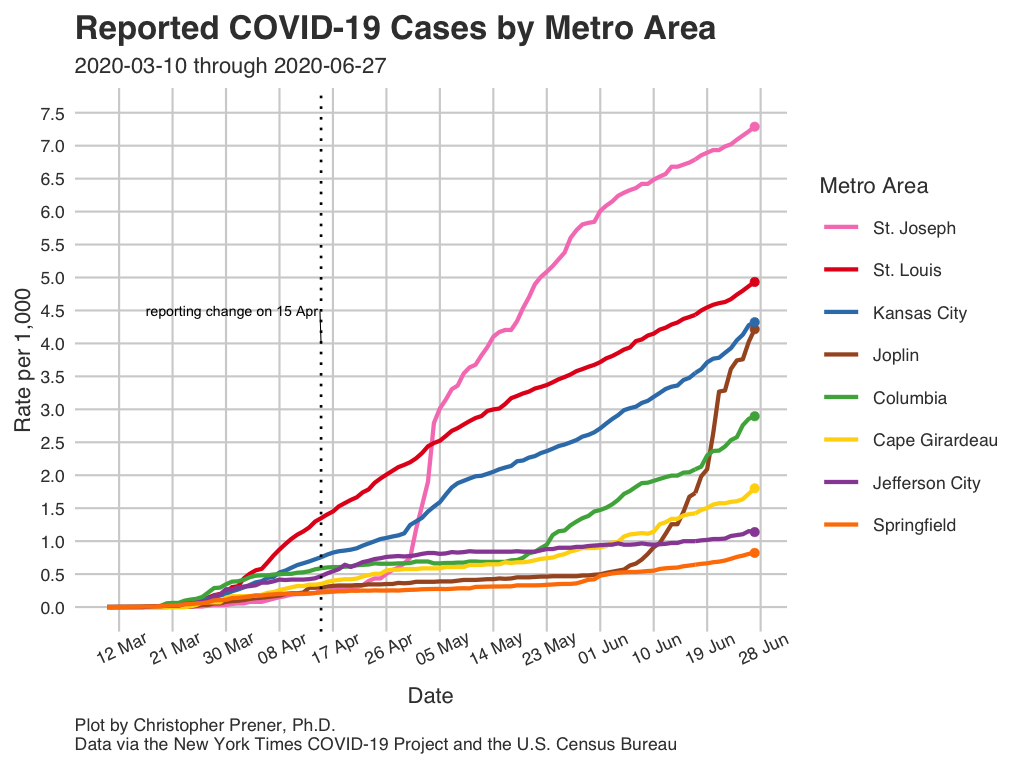 Reported COVID-19 Cases by Metro Area
2020-03-10 through 2020-06-27
Rate per 1,000
7.5
7.0
6.5
6.0
5.5
5.0
4.5
4.0
3.5
3.0
2.5
2.0
1.5
1.0
0.5
0.0
reporting change on 15 Apr
12 Mar
21 Mar
30 Mar
08 Apr
17 Apr
26 Apr
05 May
14 May
23 May
01 Jun
10 Jun
19 Jun
28 Jun
Date
Metro Area
St. Joseph
St. Louis
Kansas City
Joplin
Columbia
Cape Girardeau
Jefferson City
Springfield
Plot by Christopher Prener, Ph.D.
Data via the New York Times COVID-19 Project and the U.S. Census Bureau